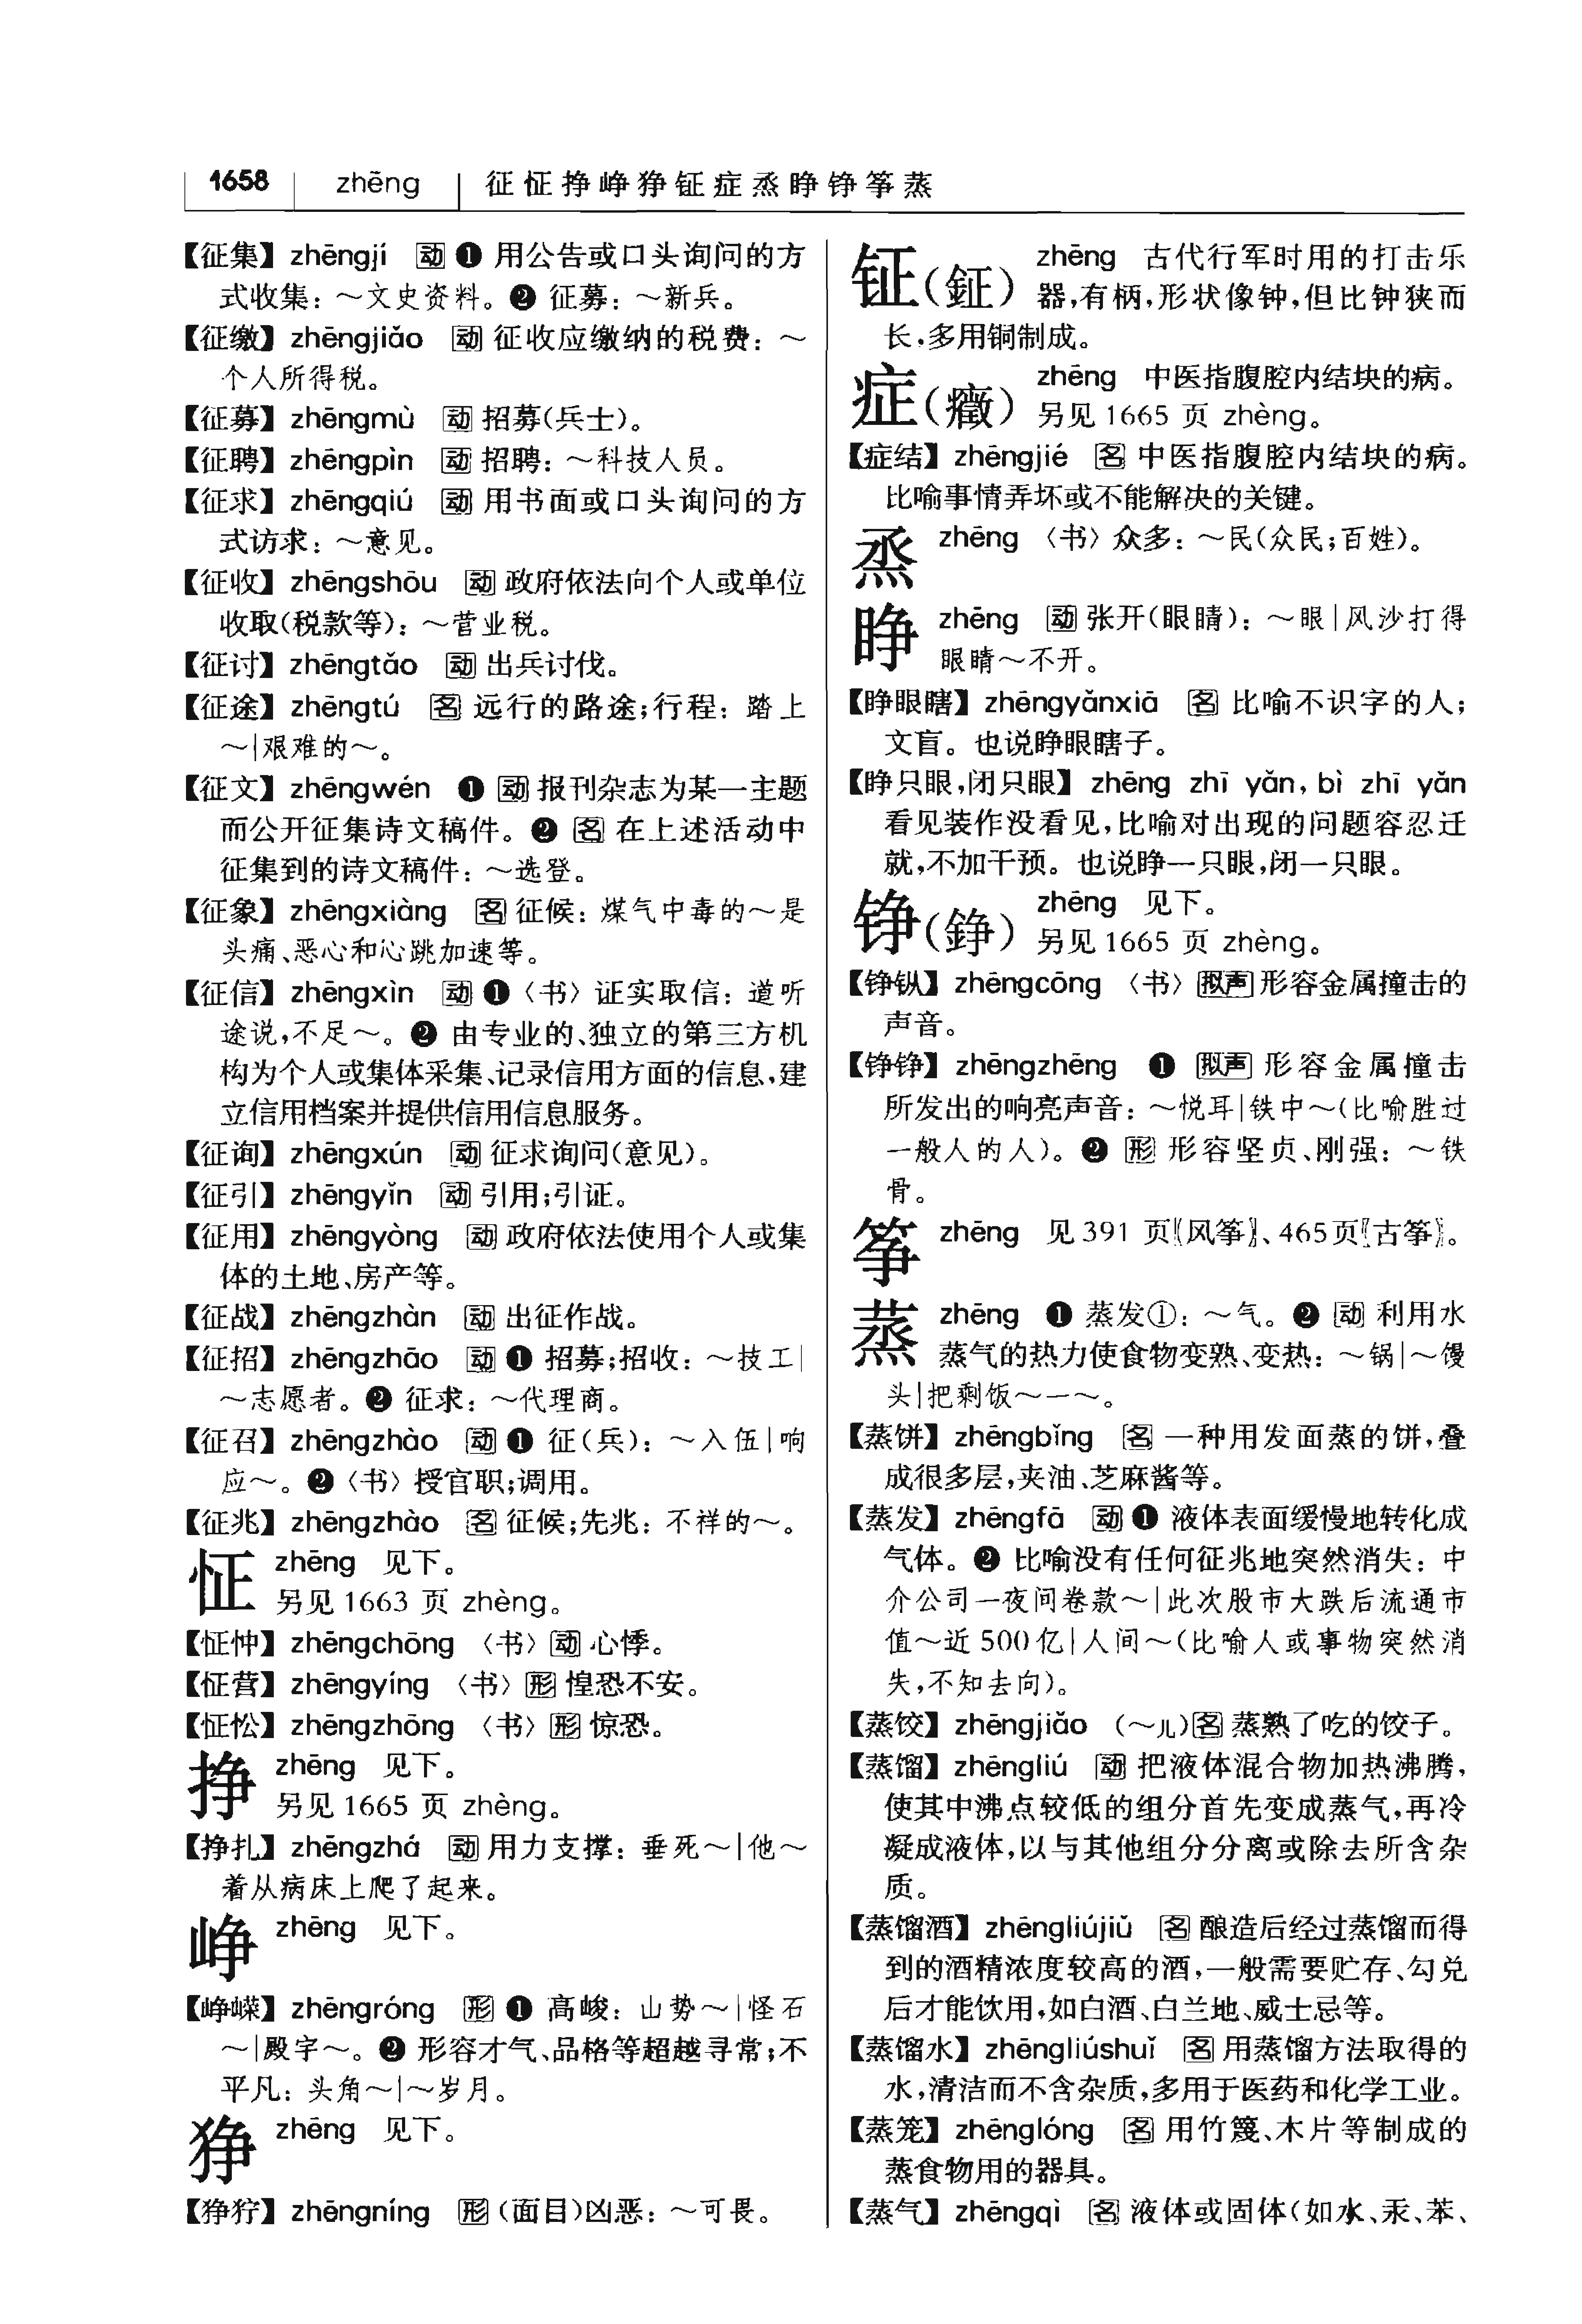 1658 zhēng 征怔挣峥狰钲症烝睁铮筝蒸
【征集】 zhēngjí 动 ❶ 用公告或口头询问的方
式收集：～文史资料。❷ 征募：～新兵。
【征缴】 zhēngjiǎo 动 征收应缴纳的税费：～
个人所得税。
【征募】 zhēngmù 动 招募(兵士)。
【征聘】 zhēngpìn 动 招聘：～科技人员。
【征求】 zhēngqiú 动 用书面或口头询问的方
式访求：～意见。
【征收】 zhēngshōu 动 政府依法向个人或单位
收取(税款等)：～营业税。
【征讨】 zhēngtǎo 动 出兵讨伐。
【征途】 zhēngtú 名 远行的路途；行程：踏上
～|艰难的～。
【征文】 zhēngwén ❶ 动 报刊杂志为某一主题
而公开征集诗文稿件。❷ 名 在上述活动中
征集到的诗文稿件：～选登。
【征象】 zhēngxiàng 名 征候：煤气中毒的～是
头痛、恶心和心跳加速等。
【征信】 zhēngxìn 动 ❶〈书〉证实取信：道听
途说，不足～。❷ 由专业的、独立的第三方机
构为个人或集体采集、记录信用方面的信息，建
立信用档案并提供信用信息服务。
【征询】 zhēngxún 动 征求询问(意见)。
【征引】 zhēngyǐn 动 引用；引证。
【征用】 zhēngyòng 动 政府依法使用个人或集
体的土地、房产等。
【征战】 zhēngzhàn 动 出征作战。
【征招】 zhēngzhāo 动 ❶ 招募；招收：～技工|
～志愿者。❷ 征求：～代理商。
【征召】 zhēngzhào 动 ❶ 征(兵)：～入伍|响
应～。❷〈书〉授官职；调用。
【征兆】 zhēngzhào 名 征候；先兆：不祥的～。
怔 zhēng 见下。
另见 1663 页 zhèng。
【怔忡】 zhēngchōng 〈书〉动 心悸。
【怔营】 zhēngyíng 〈书〉形 惶恐不安。
【怔忪】 zhēngzhōng 〈书〉形 惊恐。
挣 zhēng 见下。
另见 1665 页 zhèng。
【挣扎】 zhēngzhá 动 用力支撑：垂死～|他～
着从病床上爬了起来。
峥 zhēng 见下。
【峥嵘】 zhēngróng 形 ❶ 高峻：山势～|怪石
～|殿宇～。❷ 形容才气、品格等超越寻常；不
平凡：头角～|～岁月。
狰 zhēng 见下。
【狰狞】 zhēngníng 形 (面目)凶恶：～可畏。
钲(鉦) zhēng 古代行军时用的打击乐
器，有柄，形状像钟，但比钟狭而
长，多用铜制成。
症(癥) zhēng 中医指腹腔内结块的病。
另见 1665 页 zhèng。
【症结】 zhēngjié 名 中医指腹腔内结块的病。
比喻事情弄坏或不能解决的关键。
烝 zhēng 〈书〉众多：～民(众民；百姓)。
睁 zhēng 动 张开(眼睛)：～眼|风沙打得
眼睛～不开。
【睁眼瞎】 zhēngyǎnxiā 名 比喻不识字的人；
文盲。也说睁眼瞎子。
【睁只眼，闭只眼】 zhēng zhī yǎn, bì zhī yǎn
看见装作没看见，比喻对出现的问题容忍迁
就，不加干预。也说睁一只眼，闭一只眼。
铮(錚) zhēng 见下。
另见 1665 页 zhèng。
【铮𫓩】 zhēngcōng 〈书〉拟声 形容金属撞击的
声音。
【铮铮】 zhēngzhēng ❶ 拟声 形容金属撞击
所发出的响亮声音：～悦耳|铁中～(比喻胜过
一般人的人)。❷ 形 形容坚贞、刚强：～铁
骨。
筝 zhēng 见 391 页〖风筝〗、465页〖古筝〗。
蒸 zhēng ❶ 蒸发①：～气。❷ 动 利用水
蒸气的热力使食物变熟、变热：～锅|～馒
头|把剩饭～一～。
【蒸饼】 zhēngbǐng 名 一种用发面蒸的饼，叠
成很多层，夹油、芝麻酱等。
【蒸发】 zhēngfā 动 ❶ 液体表面缓慢地转化成
气体。❷ 比喻没有任何征兆地突然消失：中
介公司一夜间卷款～|此次股市大跌后流通市
值～近 500 亿|人间～(比喻人或事物突然消
失，不知去向)。
【蒸饺】 zhēngjiǎo (～儿)名 蒸熟了吃的饺子。
【蒸馏】 zhēngliú 动 把液体混合物加热沸腾，
使其中沸点较低的组分首先变成蒸气，再冷
凝成液体，以与其他组分分离或除去所含杂
质。
【蒸馏酒】 zhēngliújiǔ 名 酿造后经过蒸馏而得
到的酒精浓度较高的酒，一般需要贮存、勾兑
后才能饮用，如白酒、白兰地、威士忌等。
【蒸馏水】 zhēngliúshuǐ 名 用蒸馏方法取得的
水，清洁而不含杂质，多用于医药和化学工业。
【蒸笼】 zhēnglóng 名 用竹篾、木片等制成的
蒸食物用的器具。
【蒸气】 zhēngqì 名 液体或固体(如水、汞、苯、